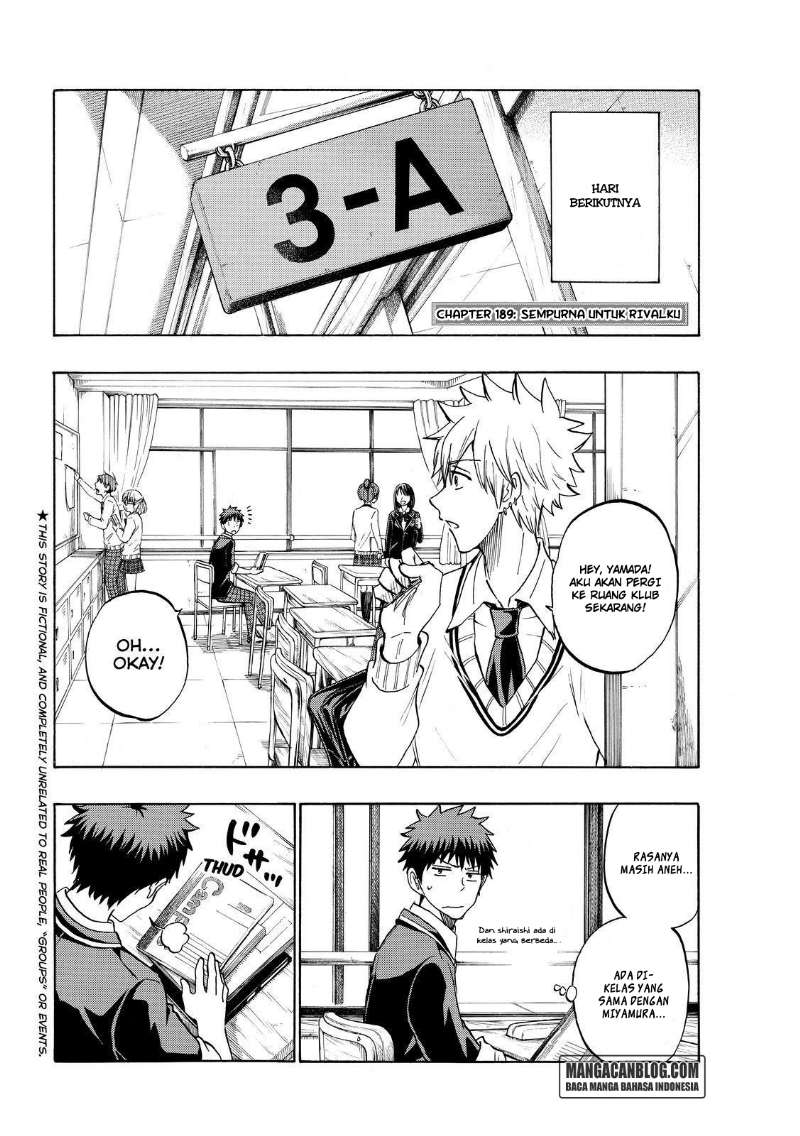 3-A
HARI
BERIKUTNYA
CHAPTER 189: SEMPURNA UNTUK RIVALKU
HEY, YAMADA!
AKU AKAN PERGI
KE RUANG KLUB
SEKARANG!
OH...
OKAY!
★THIS STORY IS FICTIONAL, AND COMPLETELY UNRELATED TO REAL PEOPLE, "GROUPS" OR EVENTS.
RASANYA
MASIH ANEH...
Dan shiraishi ada di
kelas yang berbeda...
ADA DI-
KELAS YANG
SAMA DENGAN
MIYAMURA...
ドサッ
THUD
Camp
MANGACANBLOG.COM
BACA MANGA BAHASA INDONESIA